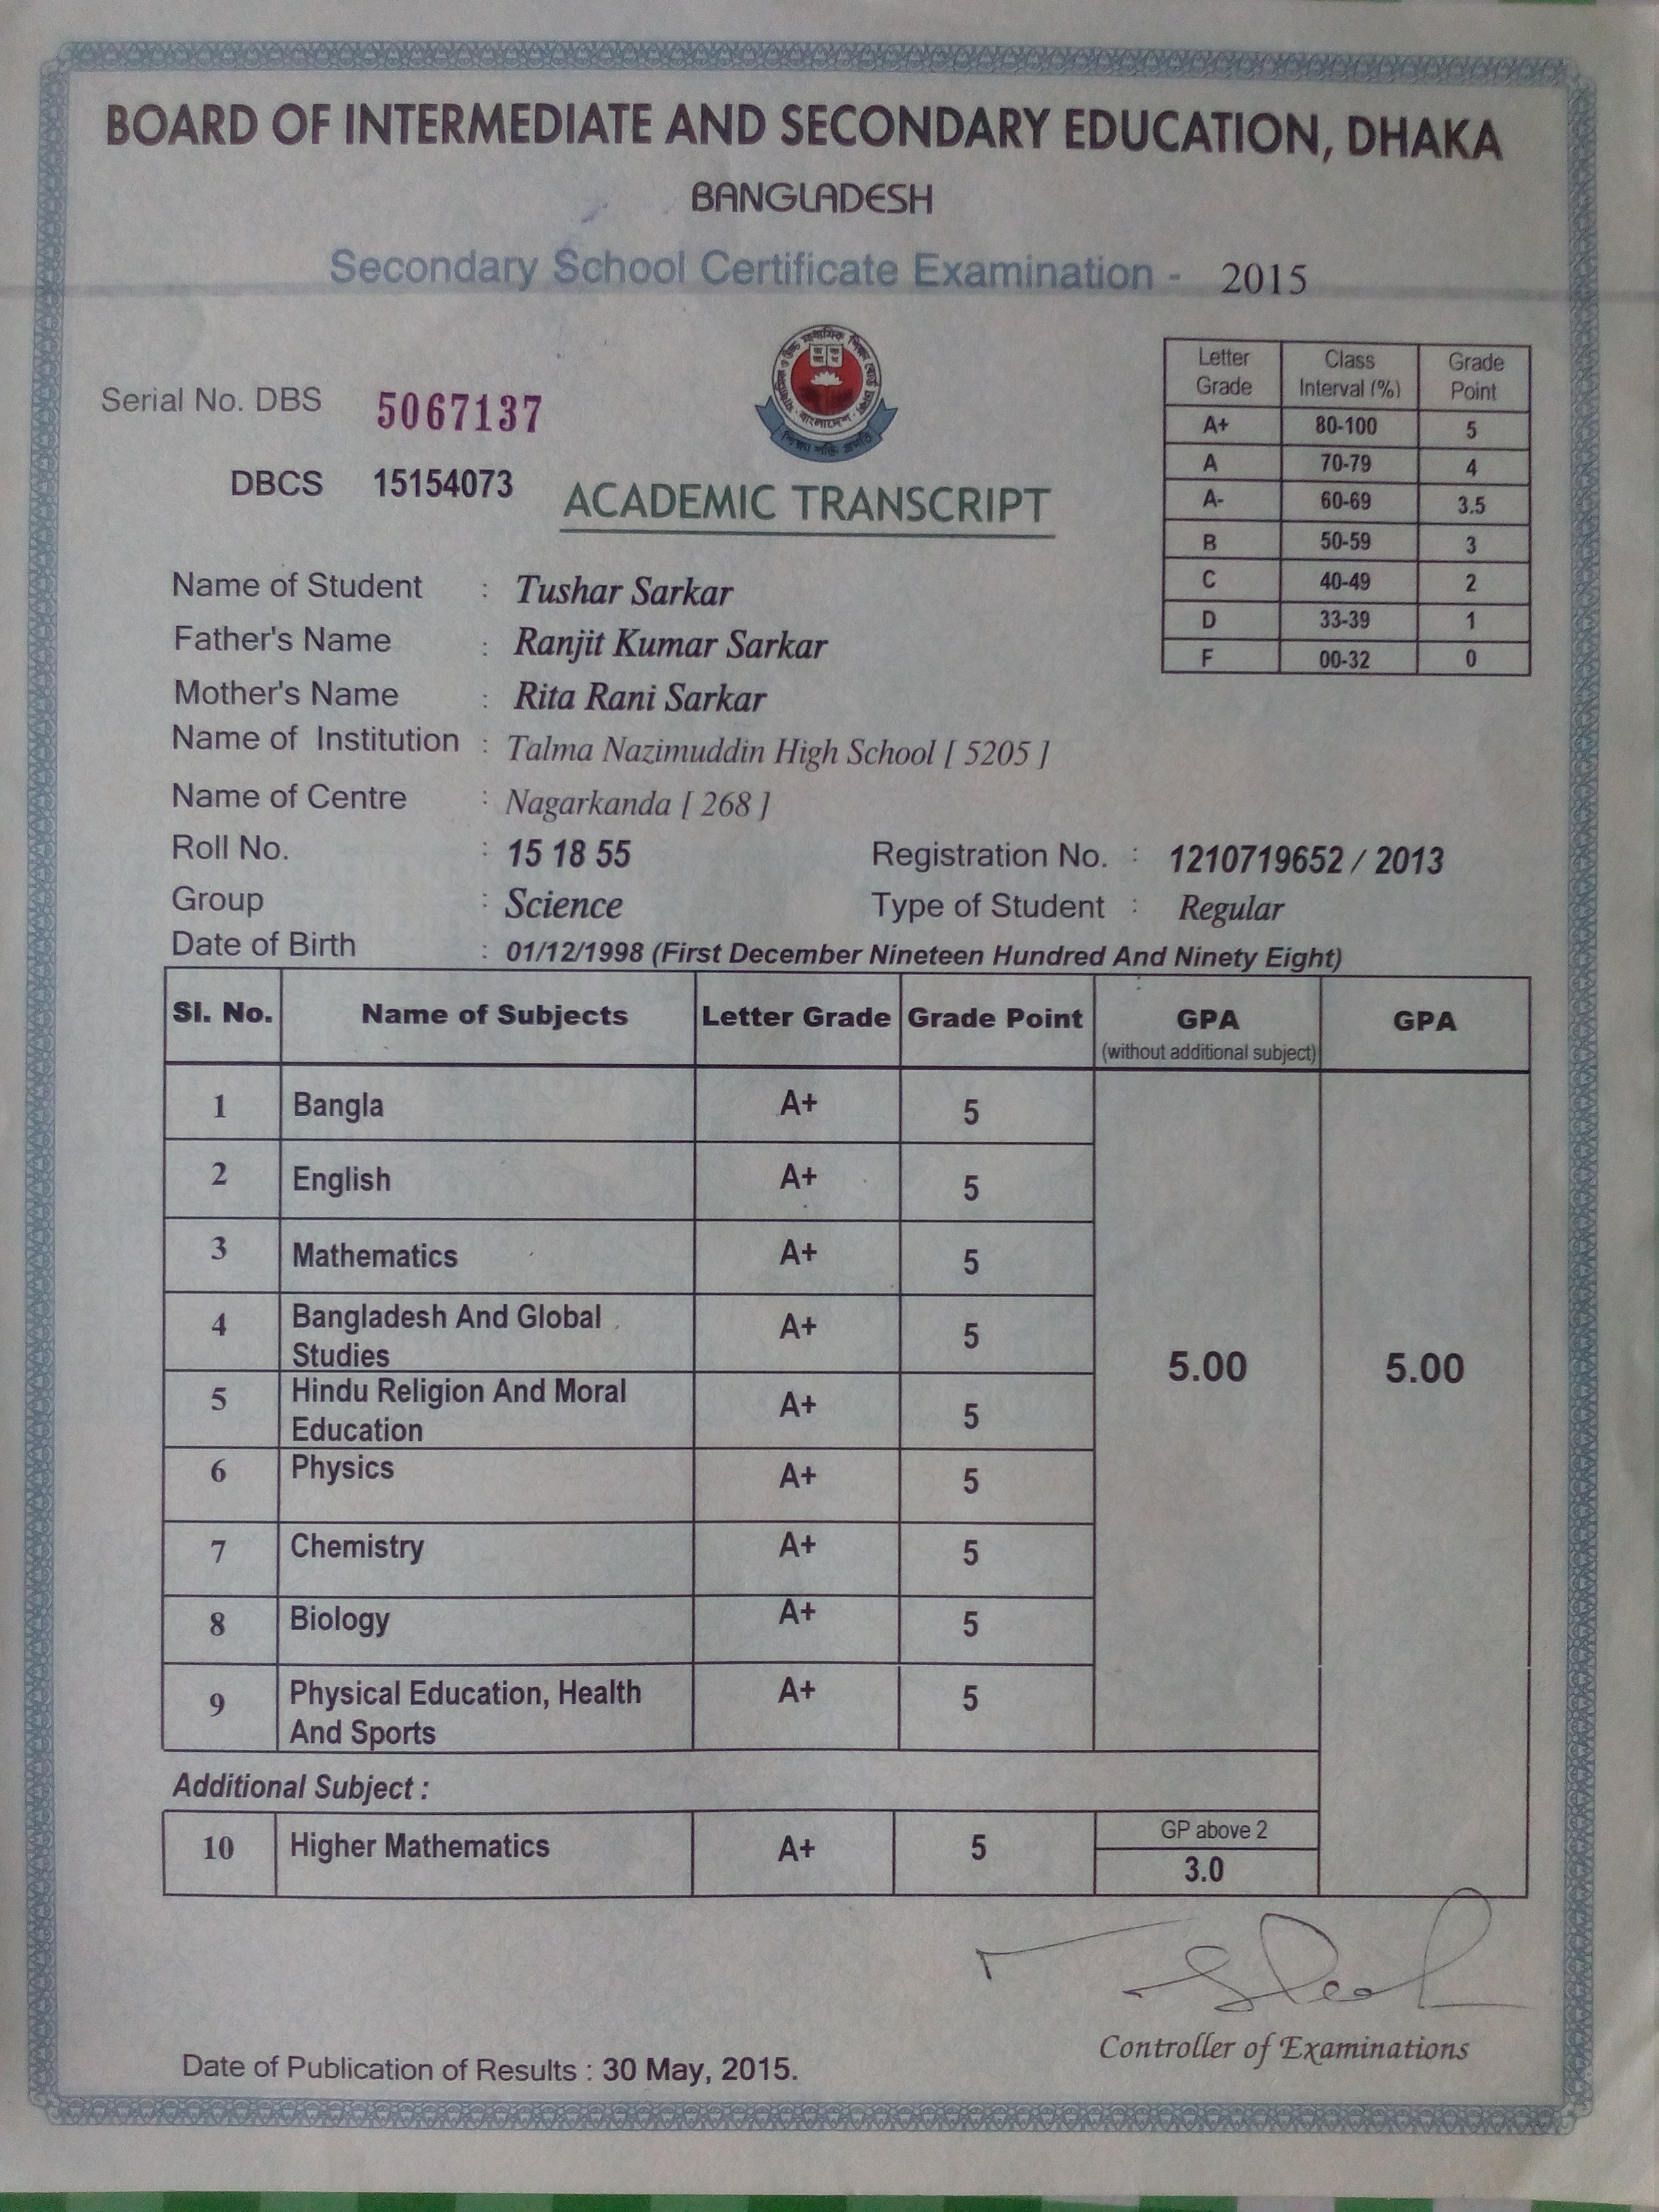 BOARD OF INTERMEDIATE AND SECONDARY EDUCATION, DHAKA
BANGLADESH
Secondary School Certificate Examination - 2015
Serial No. DBS 5067137
DBCS 15154073
ACADEMIC TRANSCRIPT
Letter Grade Class Interval (%) Grade Point
A+ 80-100 5
A 70-79 4
A- 60-69 3.5
B 50-59 3
C 40-49 2
D 33-39 1
F 00-32 0
Name of Student : Tushar Sarkar
Father's Name : Ranjit Kumar Sarkar
Mother's Name : Rita Rani Sarkar
Name of Institution : Talma Nazimuddin High School [ 5205 ]
Name of Centre : Nagarkanda [ 268 ]
Roll No. : 15 18 55 Registration No. : 1210719652 / 2013
Group : Science Type of Student : Regular
Date of Birth : 01/12/1998 (First December Nineteen Hundred And Ninety Eight)
Sl. No. Name of Subjects Letter Grade Grade Point GPA (without additional subject) GPA
1 Bangla A+ 5
2 English A+ 5
3 Mathematics A+ 5
4 Bangladesh And Global Studies A+ 5
5.00 5.00
5 Hindu Religion And Moral Education A+ 5
6 Physics A+ 5
7 Chemistry A+ 5
8 Biology A+ 5
9 Physical Education, Health And Sports A+ 5
Additional Subject :
10 Higher Mathematics A+ 5 GP above 2
3.0
Controller of Examinations
Date of Publication of Results : 30 May, 2015.